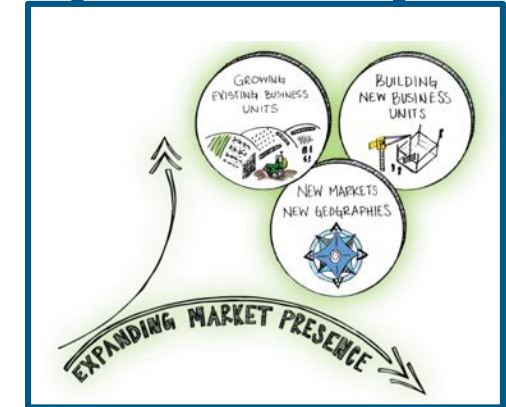 GROWING
EXISTING BUSINESS
UNITS
BUILDING
NEW BUSINESS
UNITS
NEW MARKETS
NEW GEOGRAPHIES
EXPANDING MARKET PRESENCE